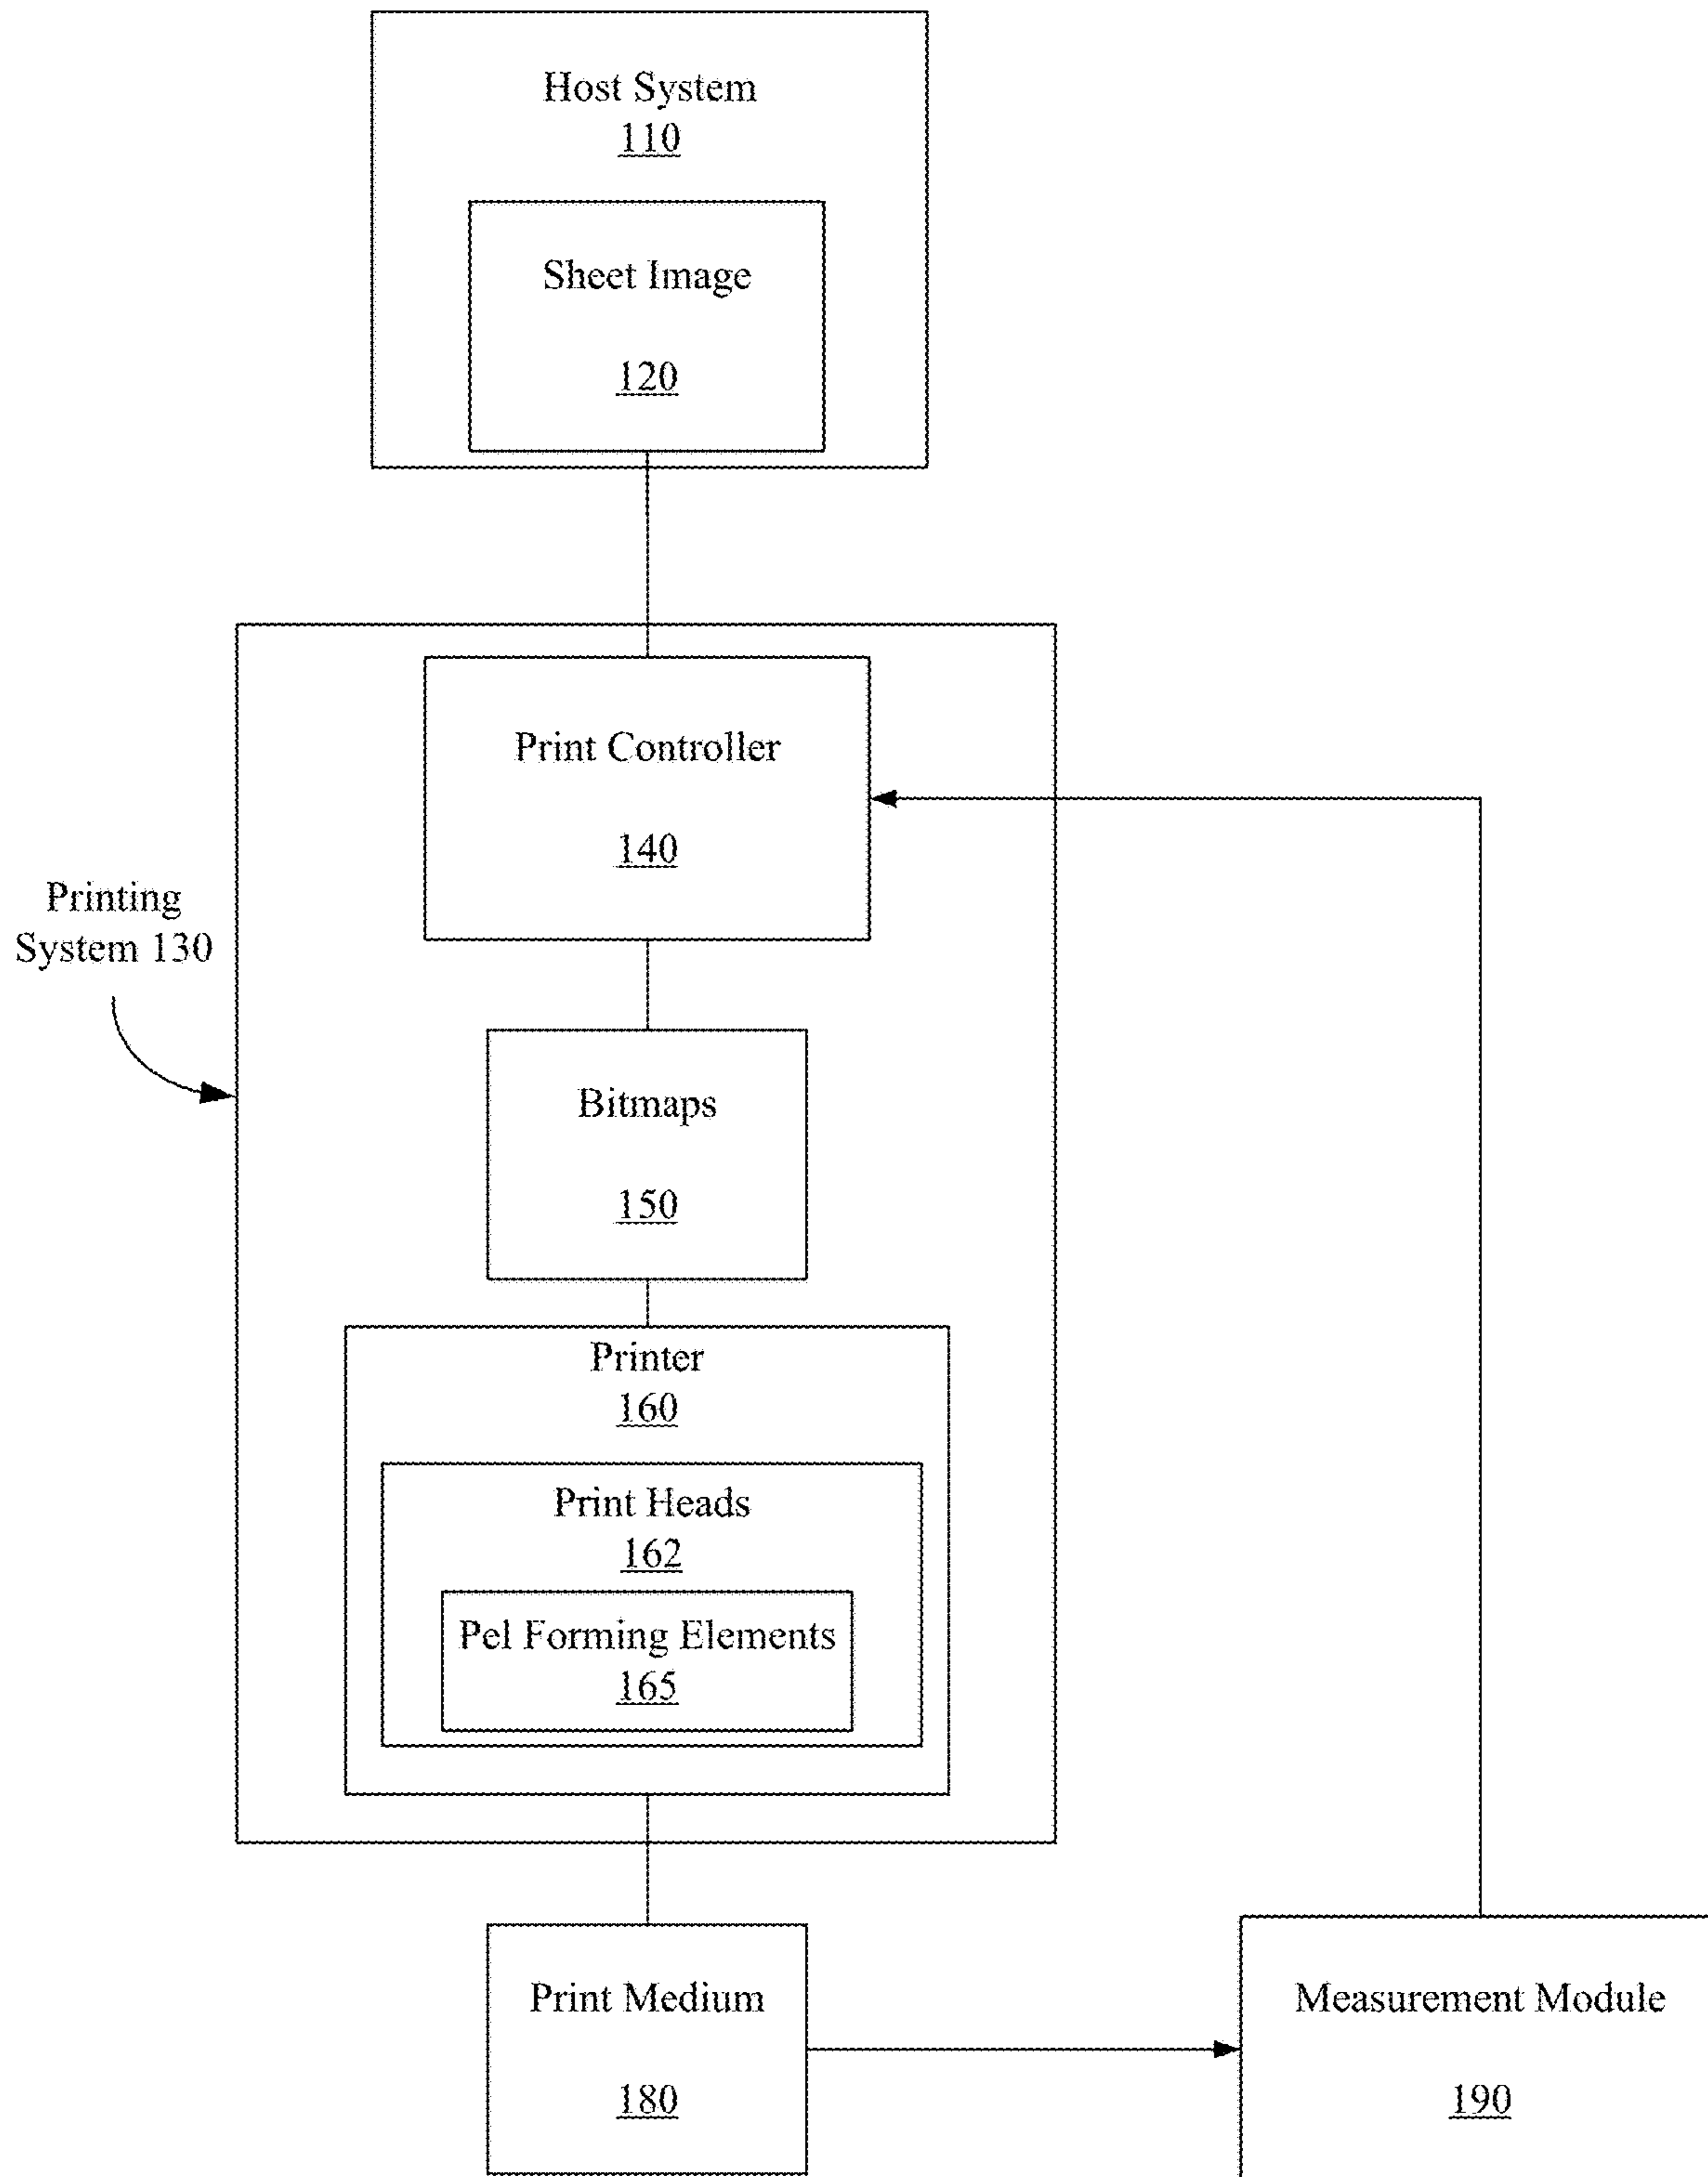 Host System
110
Sheet Image
120
Print Controller
140
Printing
System 130
Bitmaps
150
Printer
160
Print Heads
162
Pel Forming Elements
165
Print Medium
180
Measurement Module
190